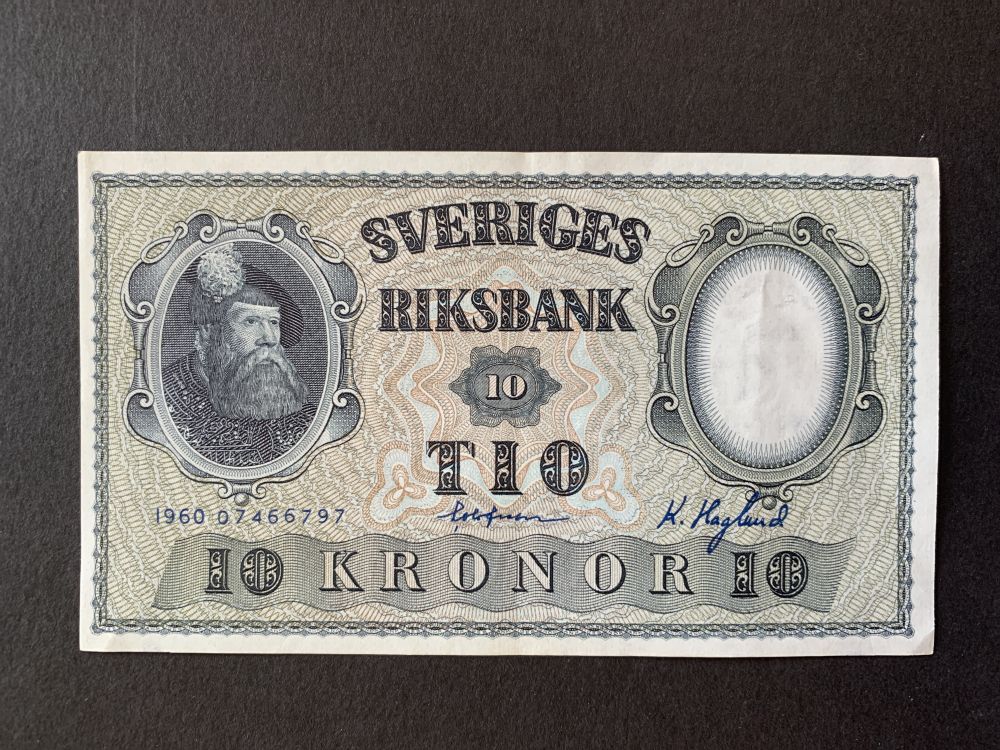 SVERIGES
RIKSBANK
10
TIO
1960 07466797
K. Haglund
10 KRONOR 10